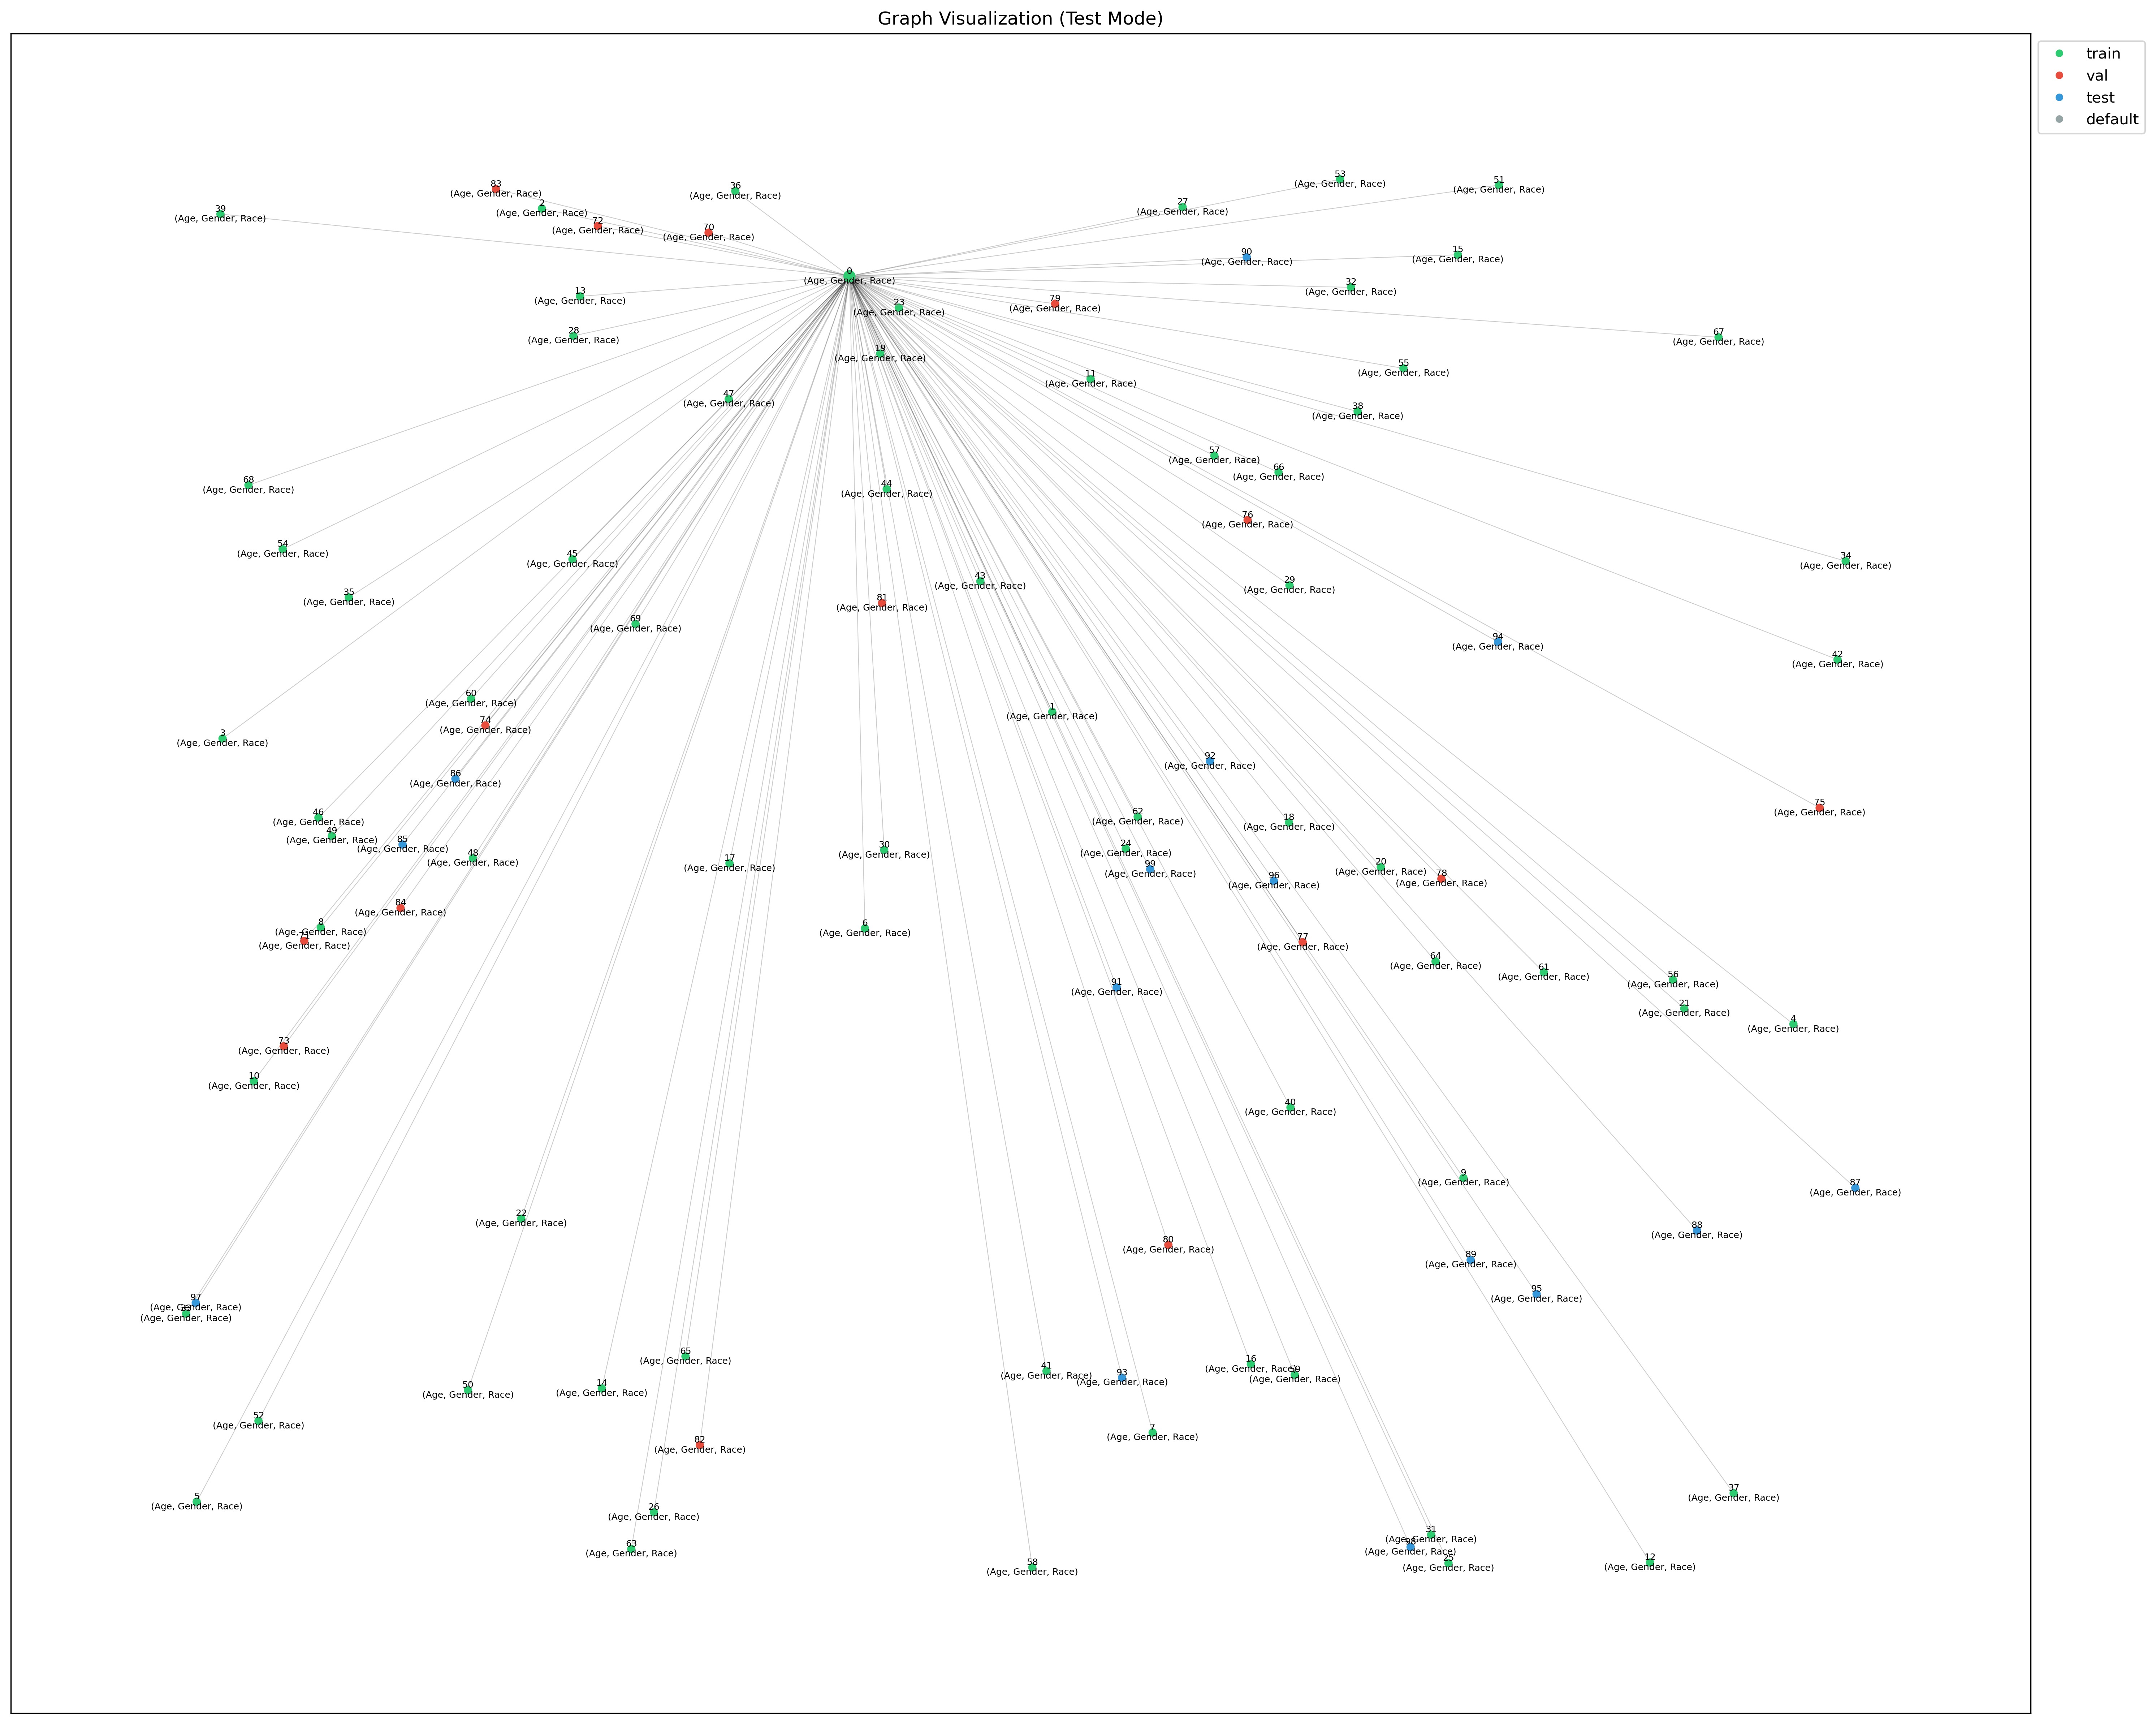 Graph Visualization (Test Mode)
train
val
test
default
83
(Age, Gender, Race)
36
(Age, Gender, Race)
53
(Age, Gender, Race)
51
(Age, Gender, Race)
39
(Age, Gender, Race)
2
(Age, Gender, Race)
27
(Age, Gender, Race)
72
(Age, Gender, Race)
70
(Age, Gender, Race)
90
(Age, Gender, Race)
15
(Age, Gender, Race)
0
(Age, Gender, Race)
32
(Age, Gender, Race)
13
(Age, Gender, Race)
79
(Age, Gender, Race)
23
(Age, Gender, Race)
28
(Age, Gender, Race)
67
(Age, Gender, Race)
19
(Age, Gender, Race)
55
(Age, Gender, Race)
11
(Age, Gender, Race)
47
(Age, Gender, Race)
38
(Age, Gender, Race)
57
(Age, Gender, Race)
66
(Age, Gender, Race)
68
(Age, Gender, Race)
44
(Age, Gender, Race)
76
(Age, Gender, Race)
54
(Age, Gender, Race)
45
(Age, Gender, Race)
34
(Age, Gender, Race)
43
(Age, Gender, Race)
29
(Age, Gender, Race)
35
(Age, Gender, Race)
81
(Age, Gender, Race)
69
(Age, Gender, Race)
94
(Age, Gender, Race)
42
(Age, Gender, Race)
60
(Age, Gender, Race)
1
(Age, Gender, Race)
74
(Age, Gender, Race)
3
(Age, Gender, Race)
92
(Age, Gender, Race)
86
(Age, Gender, Race)
75
(Age, Gender, Race)
62
(Age, Gender, Race)
46
(Age, Gender, Race)
18
(Age, Gender, Race)
49
(Age, Gender, Race)
85
(Age, Gender, Race)
24
(Age, Gender, Race)
30
(Age, Gender, Race)
48
(Age, Gender, Race)
17
(Age, Gender, Race)
99
(Age, Gender, Race)
20
(Age, Gender, Race)
96
(Age, Gender, Race)
78
(Age, Gender, Race)
84
(Age, Gender, Race)
8
(Age, Gender, Race)
6
(Age, Gender, Race)
71
(Age, Gender, Race)
77
(Age, Gender, Race)
64
(Age, Gender, Race)
61
(Age, Gender, Race)
56
(Age, Gender, Race)
91
(Age, Gender, Race)
21
(Age, Gender, Race)
4
(Age, Gender, Race)
73
(Age, Gender, Race)
10
(Age, Gender, Race)
40
(Age, Gender, Race)
9
(Age, Gender, Race)
87
(Age, Gender, Race)
22
(Age, Gender, Race)
88
(Age, Gender, Race)
80
(Age, Gender, Race)
89
(Age, Gender, Race)
95
(Age, Gender, Race)
97
(Age, Gender, Race)
(Age, Gender, Race)
65
(Age, Gender, Race)
16
(Age, Gender, Race)
41
(Age, Gender, Race)
59
(Age, Gender, Race)
93
(Age, Gender, Race)
14
(Age, Gender, Race)
50
(Age, Gender, Race)
52
(Age, Gender, Race)
7
(Age, Gender, Race)
82
(Age, Gender, Race)
37
(Age, Gender, Race)
5
(Age, Gender, Race)
26
(Age, Gender, Race)
31
(Age, Gender, Race)
98
(Age, Gender, Race)
63
(Age, Gender, Race)
25
(Age, Gender, Race)
12
(Age, Gender, Race)
58
(Age, Gender, Race)